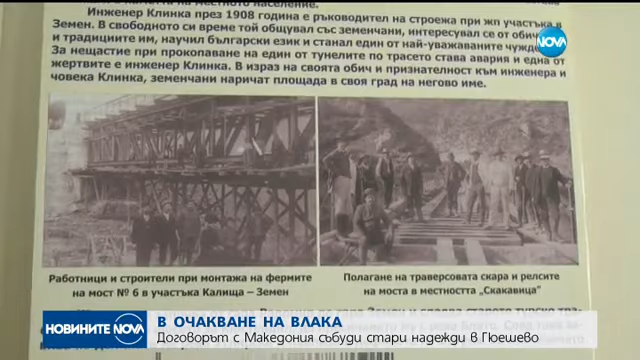 местното население.
Инженер Клинка през 1908 година е ръководител на строежа при жп участъка в
Земен. В свободното си време той общувал със земенчани, интересувал се от
и традициите им, научил български език и станал един от най-уважаваните
За нещастие при прокопаване на един от тунелите по трасето става авария и една от
жертвите е инженер Клинка. В израз на своята обич и признателност към инженера и
човека Клинка, земенчани наричат площада в своя град на негово име.
NOVA
Работници и строители при монтажа на фермите
на мост № 6 в участъка Калища – Земен
Полагане на траверсовата скара и релсите
на моста в местността „Скакавица"
НОВИНИТЕ NOVA
В ОЧАКВАНЕ НА ВЛАКА
Договорът с Македония събуди стари надежди в Гюешево